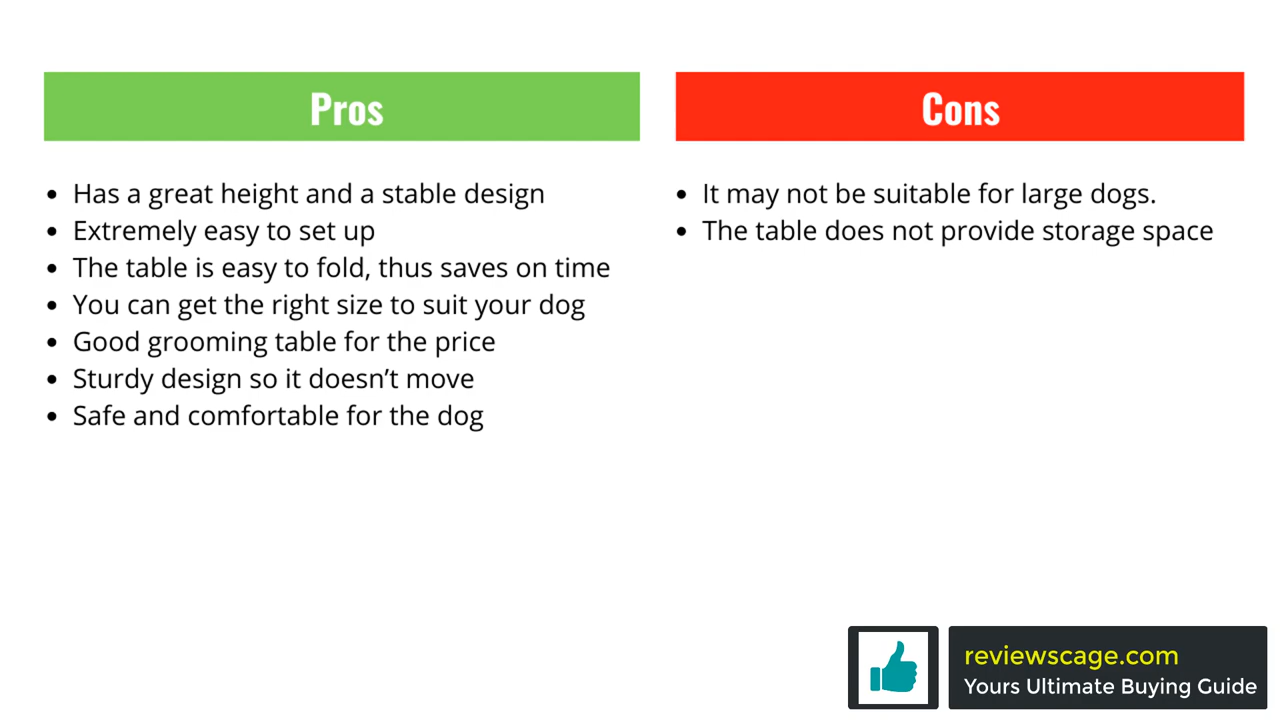 Pros
• Has a great height and a stable design
• Extremely easy to set up
• The table is easy to fold, thus saves on time
• You can get the right size to suit your dog
• Good grooming table for the price
• Sturdy design so it doesn’t move
• Safe and comfortable for the dog
Cons
• It may not be suitable for large dogs.
• The table does not provide storage space
reviewscage.com
Yours Ultimate Buying Guide